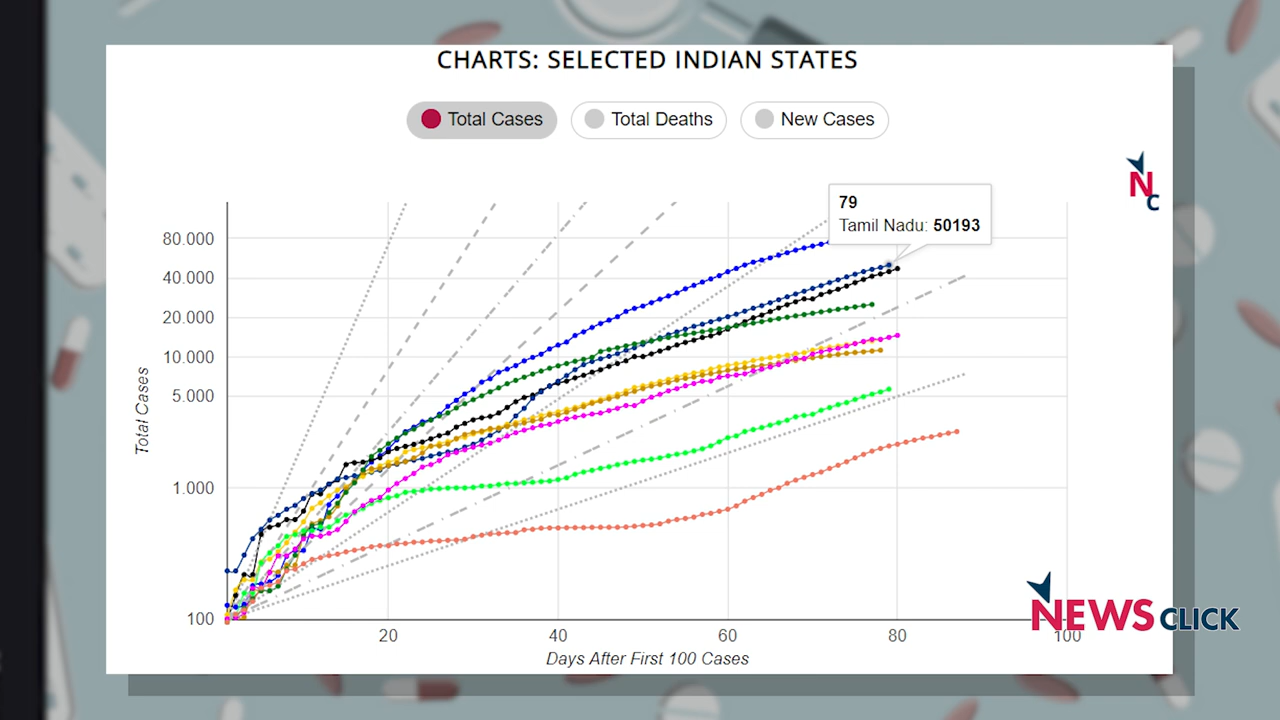 CHARTS: SELECTED INDIAN STATES
Total Cases
Total Deaths
New Cases
N
C
79
Tamil Nadu: 50193
80.000
40.000
20.000
10.000
5.000
1.000
100
Total Cases
20
40
60
80
100
Days After First 100 Cases
NEWSCLICK